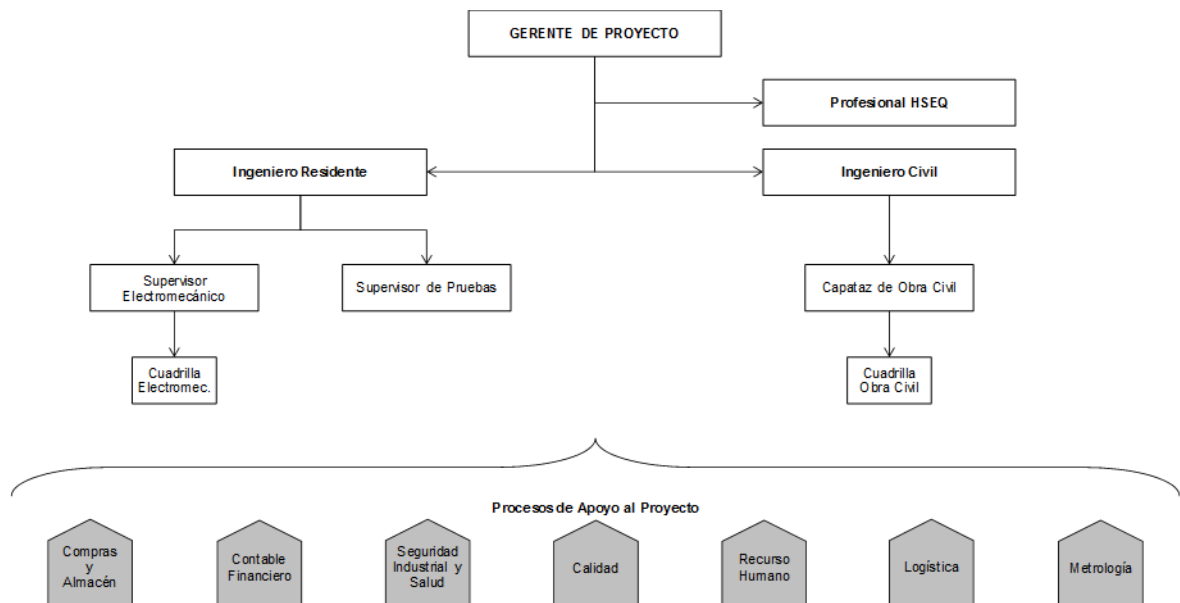 GERENTE DE PROYECTO
Profesional HSEQ
Ingeniero Residente
Ingeniero Civil
Supervisor
Electromecánico
Supervisor de Pruebas
Capataz de Obra Civil
Cuadrilla
Electromec.
Cuadrilla
Obra Civil
Procesos de Apoyo al Proyecto
Compras
y
Almacén
Contable
Financiero
Seguridad
Industrial y
Salud
Calidad
Recurso
Humano
Logística
Metrología